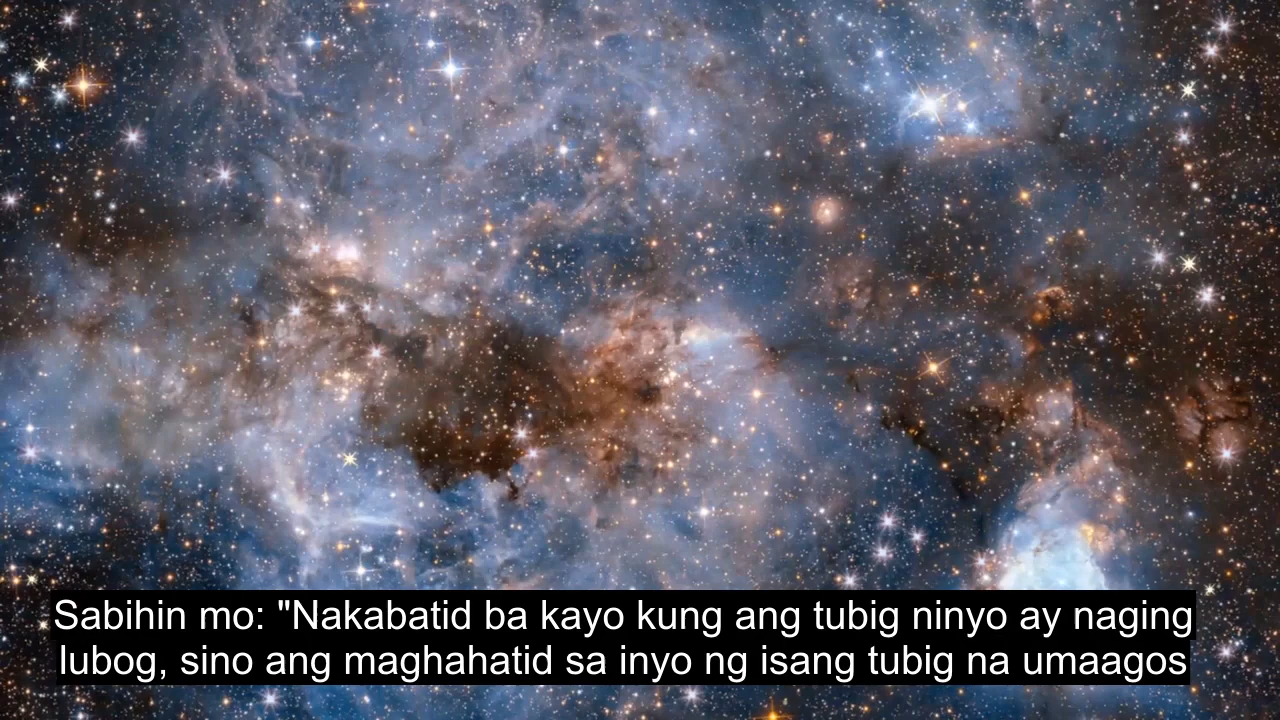 Sabihin mo: "Nakabatid ba kayo kung ang tubig ninyo ay naging
lubog, sino ang maghahatid sa inyo ng isang tubig na umaagos